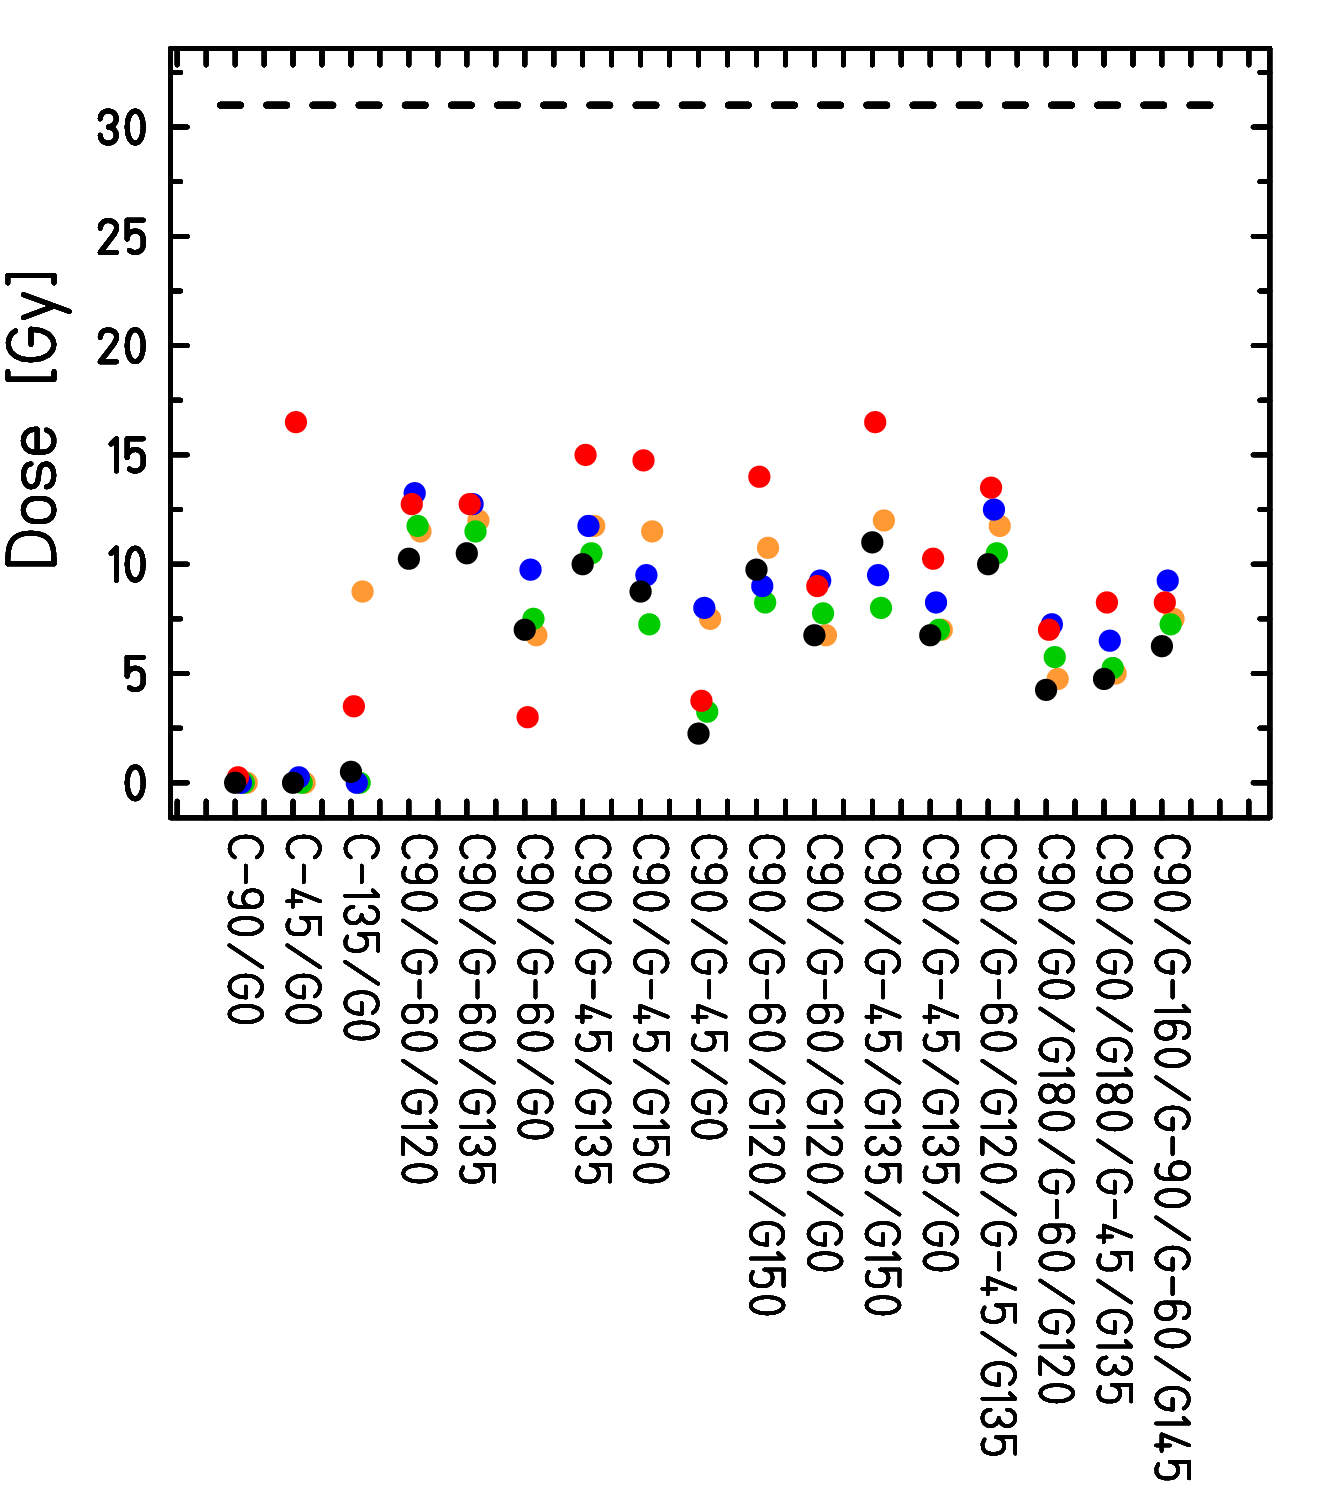 Dose [Gy]
30
25
20
15
10
5
0
C-90/G0
C-45/G0
C-135/G0
C90/G-60/G120
C90/G-60/G135
C90/G-60/G0
C90/G-45/G135
C90/G-45/G150
C90/G-45/G0
C90/G-60/G120/G150
C90/G-60/G120/G0
C90/G-45/G135/G150
C90/G-45/G135/G0
C90/G-60/G120/G-45/G135
C90/G0/G180/G-60/G120
C90/G0/G180/G-45/G135
C90/G-160/G-90/G-60/G145